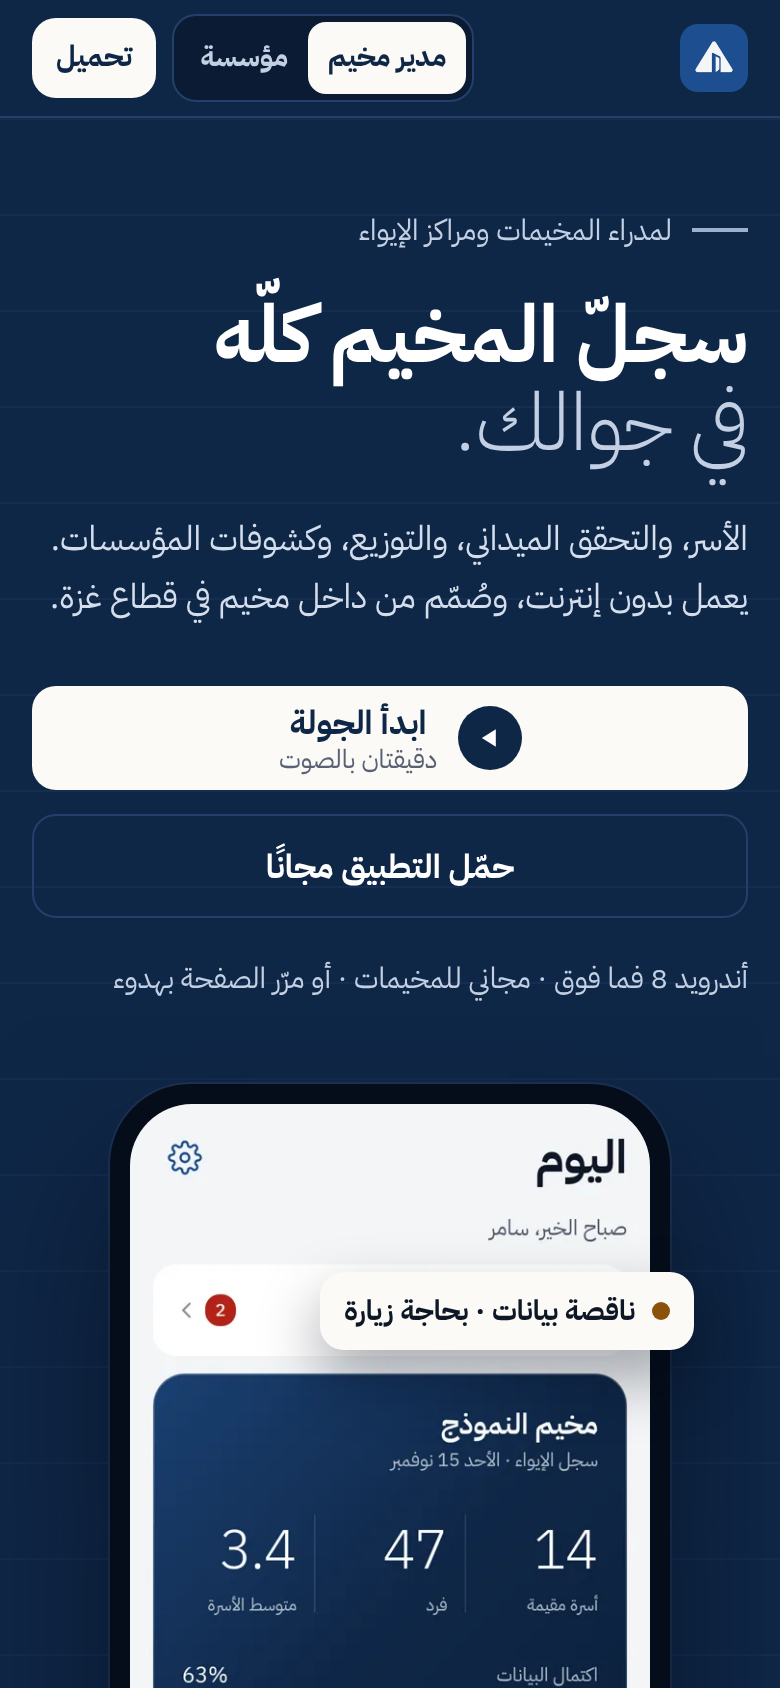 مدير مخيم
مؤسسة
تحميل
لمدراء المخيمات ومراكز الإيواء
سجلّ المخيم كلّه
في جوالك.
الأسر، والتحقق الميداني، والتوزيع، وكشوفات المؤسسات.
يعمل بدون إنترنت، وصُمّم من داخل مخيم في قطاع غزة.
ابدأ الجولة
دقيقتان بالصوت
حمّل التطبيق مجانًا
أندرويد 8 فما فوق · مجاني للمخيمات · أو مرّر الصفحة بهدوء
اليوم
صباح الخير، سامر
ناقصة بيانات · بحاجة زيارة
2
مخيم النموذج
سجل الإيواء · الأحد 15 نوفمبر
14
47
3.4
أسرة مقيمة
فرد
متوسط الأسرة
اكتمال البيانات
63%